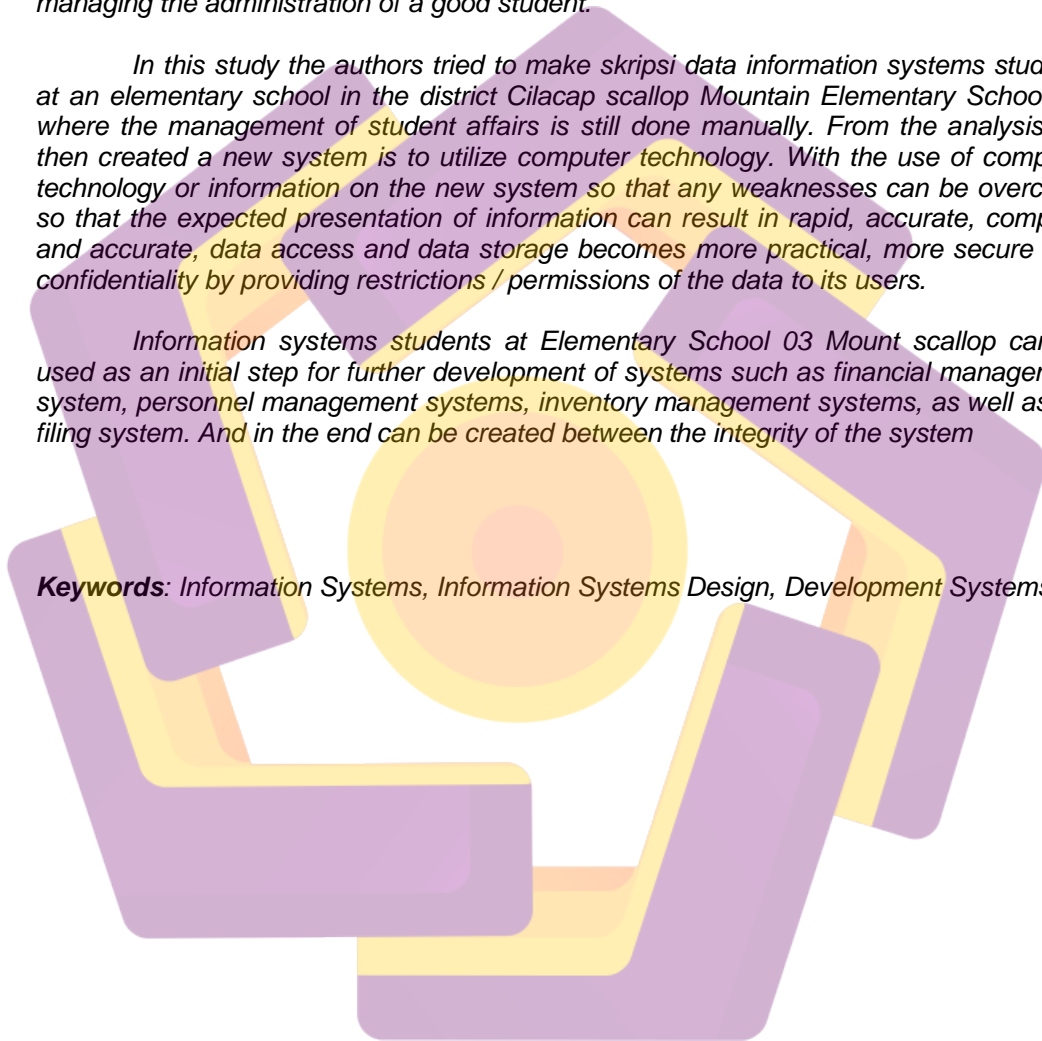 managing the administration of a good student.
In this study the authors tried to make skripsi data information systems stud
at an elementary school in the district Cilacap scallop Mountain Elementary School
where the management of student affairs is still done manually. From the analysis
then created a new system is to utilize computer technology. With the use of comp
technology or information on the new system so that any weaknesses can be overc
so that the expected presentation of information can result in rapid, accurate, comp
and accurate, data access and data storage becomes more practical, more secure
confidentiality by providing restrictions / permissions of the data to its users.
Information systems students at Elementary School 03 Mount scallop can
used as an initial step for further development of systems such as financial manager
system, personnel management systems, inventory management systems, as well as
filing system. And in the end can be created between the integrity of the system
Keywords: Information Systems, Information Systems Design, Development Systems